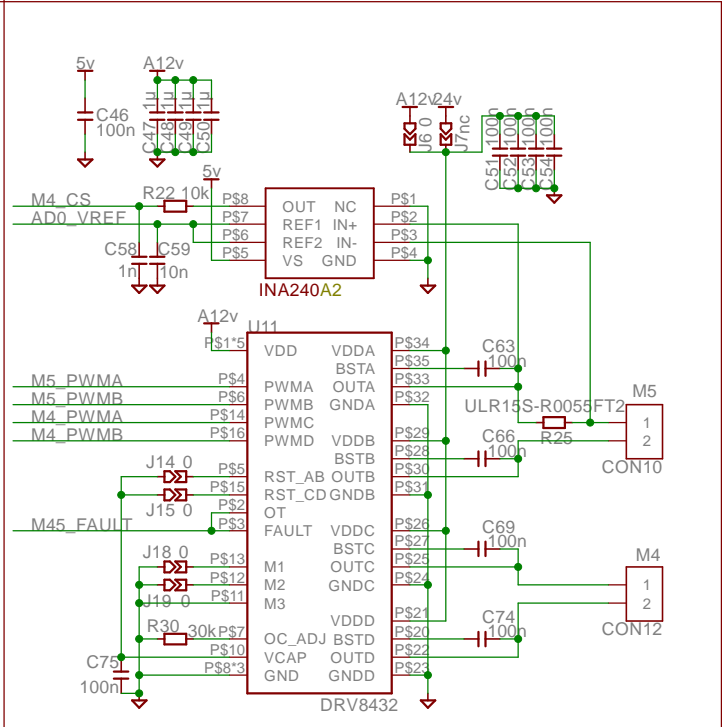 5v
A12v
C46
100n
C47 1µ
C48 1µ
C49 1µ
C50 1µ
A12v 24v
J6 0
J7nc
C51 100n
C52 100n
C53 100n
C54 100n
5v
M4_CS
R22 10k
AD0_VREF
C58
1n
C59
10n
P$8 OUT NC P$1
P$7 REF1 IN+ P$2
P$6 REF2 IN- P$3
P$5 VS GND P$4
INA240A2
A12v
U11
P$1*5 VDD VDDA P$34
BSTA P$35
M5_PWMA P$4 PWMA OUTA P$33
M5_PWMB P$6 PWMB GNDA P$32
M4_PWMA P$14 PWMC
M4_PWMB P$16 PWMD VDDB P$29
BSTB P$28
J14 0 P$5 RST_AB OUTB P$30
J15 0 P$15 RST_CD GNDB P$31
P$2 OT
M45_FAULT P$3 FAULT VDDC P$26
BSTC P$27
J18 0 P$13 M1 OUTC P$25
J19 0 P$12 M2 GNDC P$24
P$11 M3
VDDD P$21
R30 30k P$7 OC_ADJ BSTD P$20
P$10 VCAP OUTD P$22
P$8*3 GND GNDD P$23
C75
100n
DRV8432
C63
100n
ULR15S-R0055FT2
R25
C66
100n
M5
1
2
CON10
C69
100n
C74
100n
M4
1
2
CON12